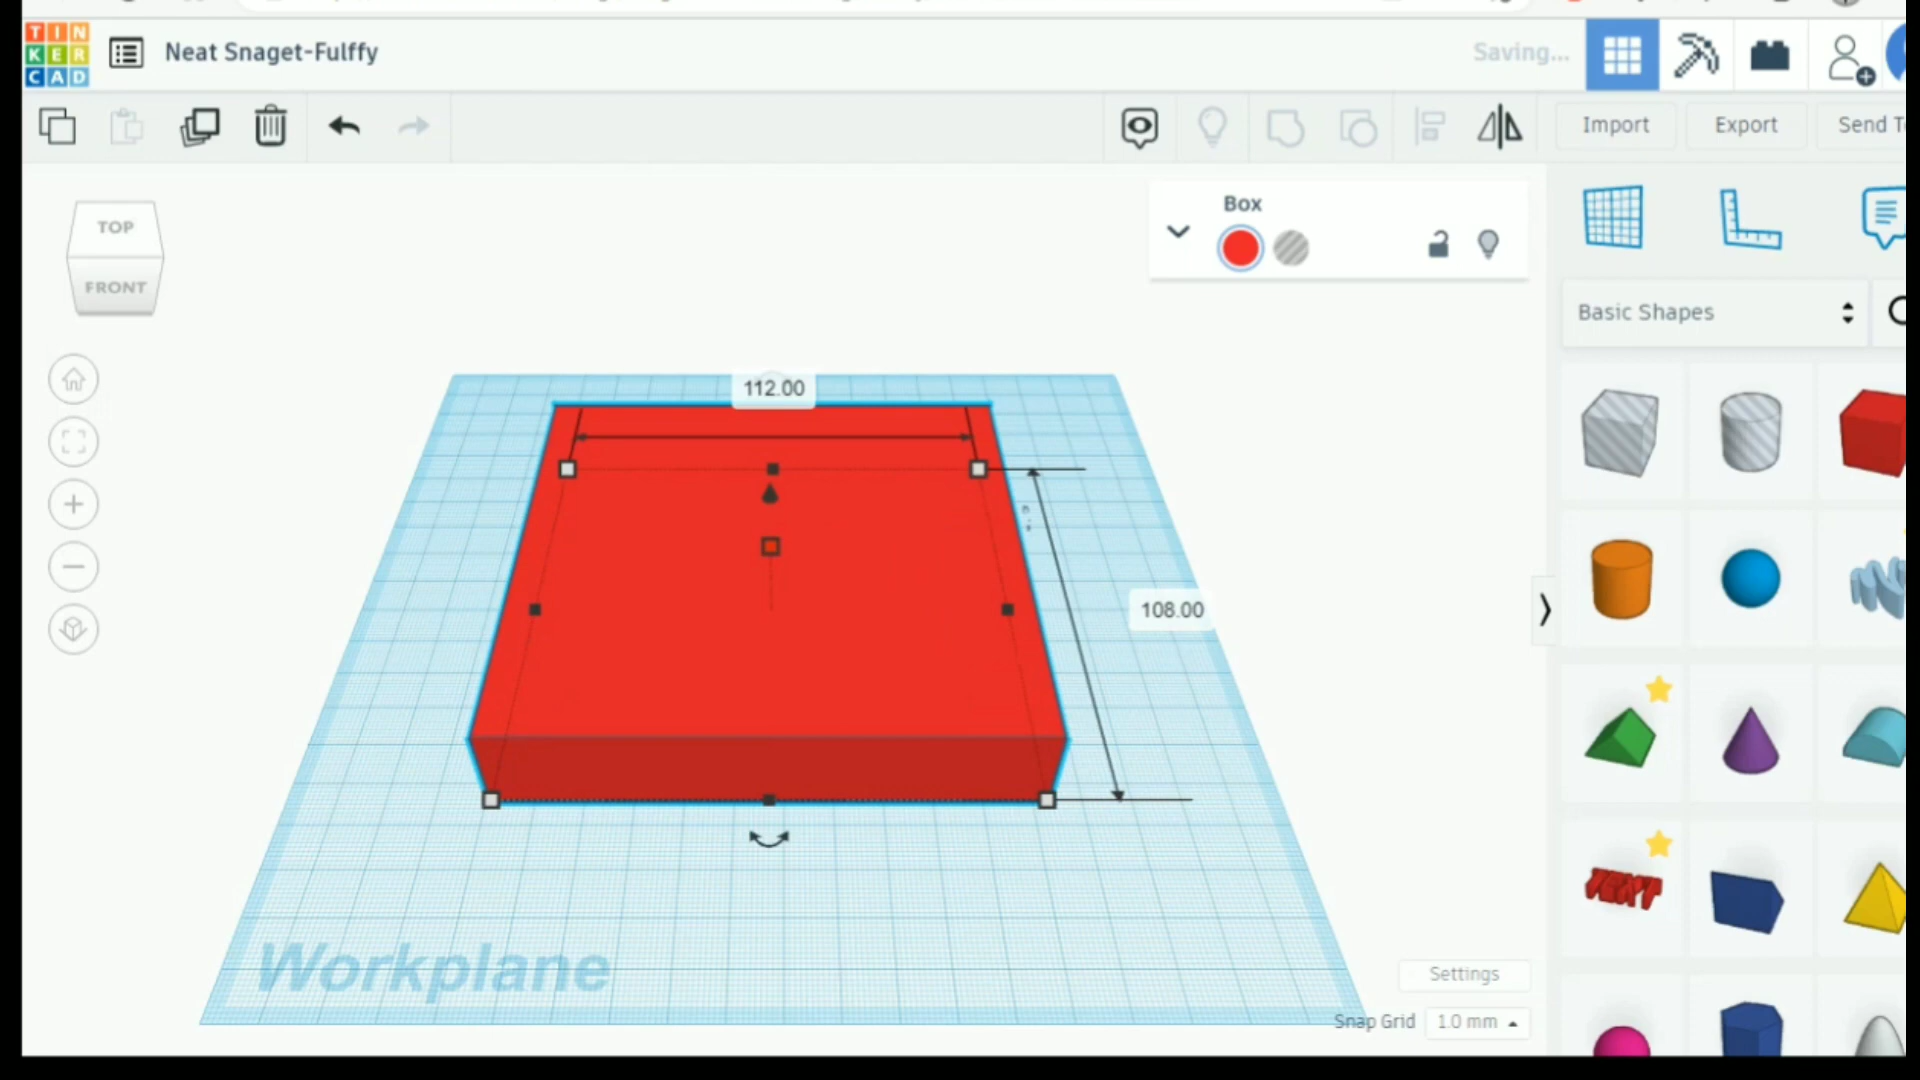 TIN
KER
CAD
Neat Snaget-Fulffy
Saving...
Import
Export
Send T
TOP
FRONT
Box
Basic Shapes
112.00
108.00
TEXT
Workplane
Settings
Snap Grid
1.0 mm